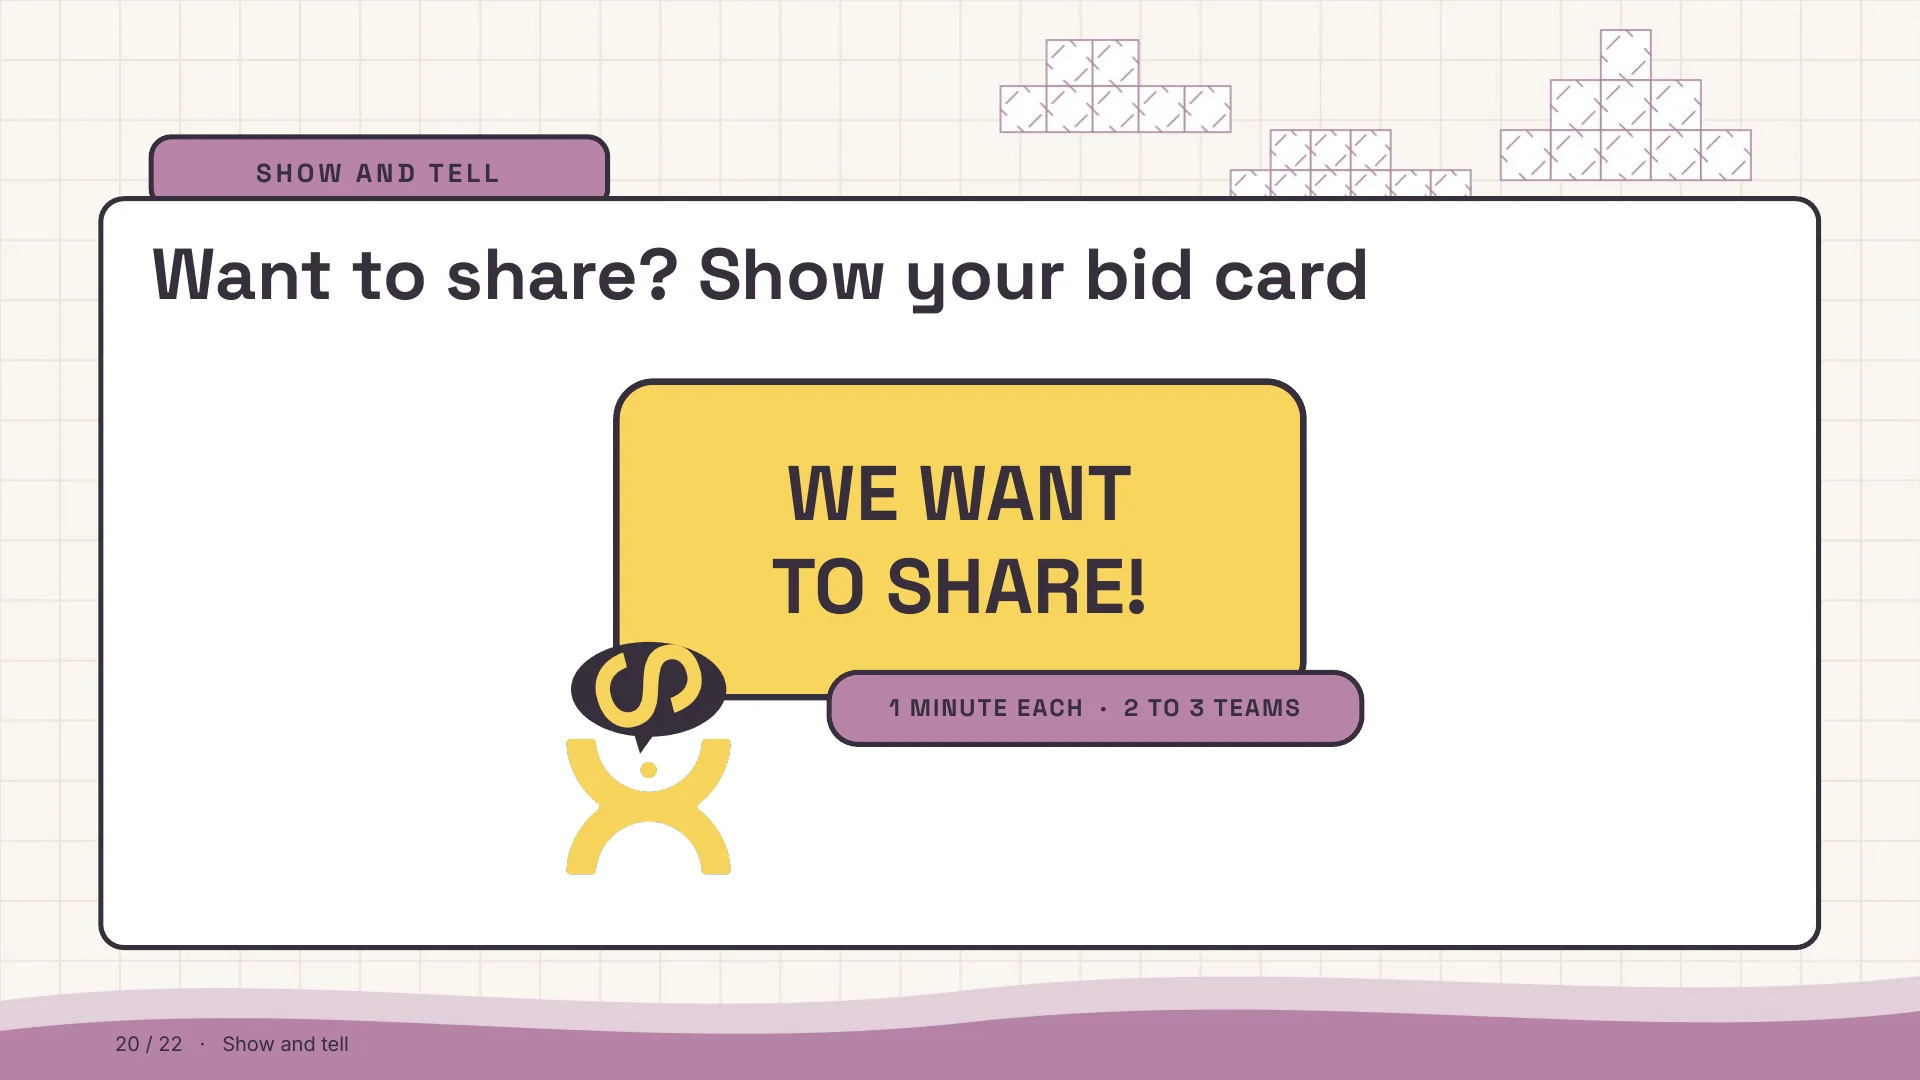 SHOW AND TELL
Want to share? Show your bid card
WE WANT
TO SHARE!
1 MINUTE EACH · 2 TO 3 TEAMS
20 / 22 · Show and tell